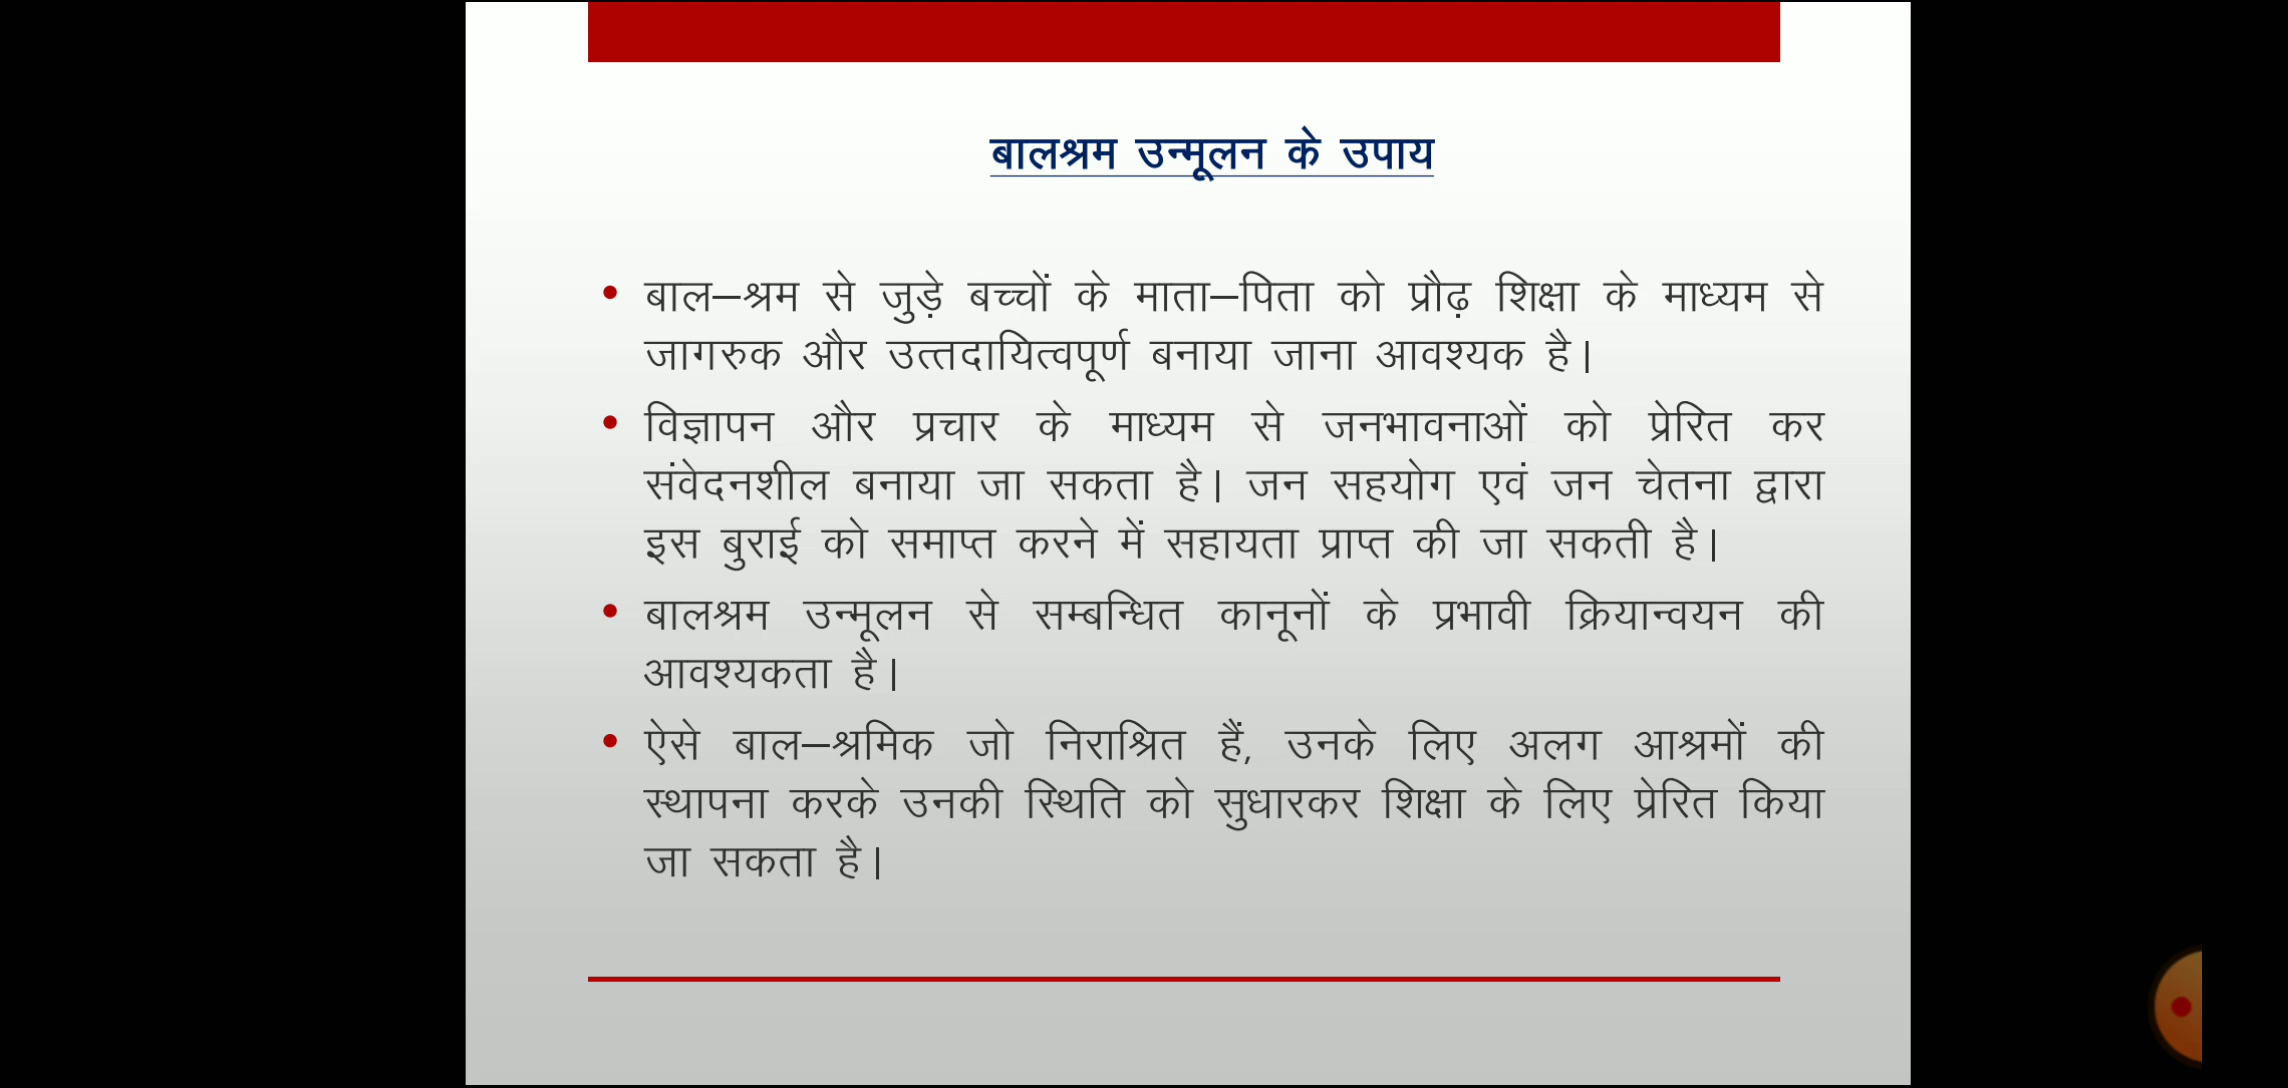 बालश्रम उन्मूलन के उपाय
• बाल–श्रम से जुड़े बच्चों के माता–पिता को प्रौढ़ शिक्षा के माध्यम से
जागरुक और उत्तदायित्वपूर्ण बनाया जाना आवश्यक है।
• विज्ञापन और प्रचार के माध्यम से जनभावनाओं को प्रेरित कर
संवेदनशील बनाया जा सकता है। जन सहयोग एवं जन चेतना द्वारा
इस बुराई को समाप्त करने में सहायता प्राप्त की जा सकती है।
• बालश्रम उन्मूलन से सम्बन्धित कानूनों के प्रभावी क्रियान्वयन की
आवश्यकता है।
• ऐसे बाल–श्रमिक जो निराश्रित हैं, उनके लिए अलग आश्रमों की
स्थापना करके उनकी स्थिति को सुधारकर शिक्षा के लिए प्रेरित किया
जा सकता है।